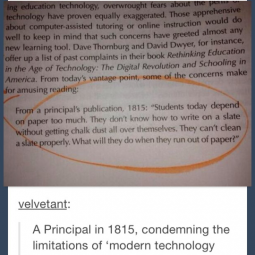 ing education technology, overwrought fears about the
technology have proven equally exaggerated. Those apprehensive
about computer-assisted tutoring or online instruction would do
well to keep in mind that such concerns have greeted almost any
new learning tool. Dave Thornburg and David Dwyer, for instance,
offer up a list of past complaints in their book Rethinking Education
in the Age of Technology: The Digital Revolution and Schooling in
America. From today's vantage point, some of the concerns make
for amusing reading:
From a principal's publication, 1815: "Students today depend
on paper too much. They don't know how to write on a slate
without getting chalk dust all over themselves. They can't clean
a slate properly. What will they do when they run out of paper?"
velvetant:
A Principal in 1815, condemning the
limitations of 'modern technology